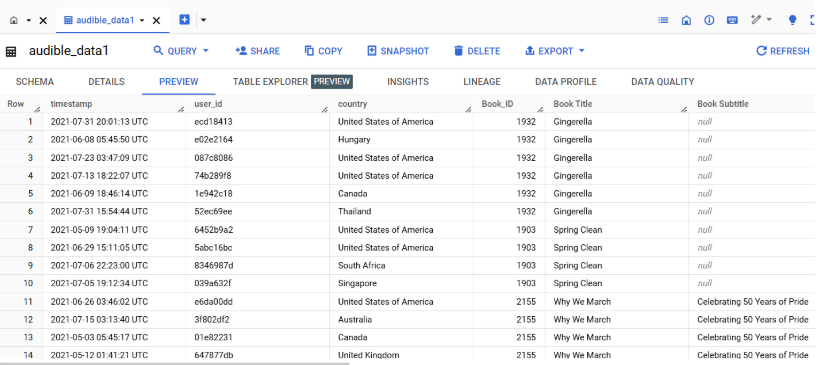 audible_data1
audible_data1 QUERY SHARE COPY SNAPSHOT DELETE EXPORT REFRESH
SCHEMA DETAILS PREVIEW TABLE EXPLORER PREVIEW INSIGHTS LINEAGE DATA PROFILE DATA QUALITY
Row timestamp user_id country Book_ID Book Title Book Subtitle
1 2021-07-31 20:01:13 UTC ecd18413 United States of America 1932 Gingerella null
2 2021-06-08 05:45:50 UTC e02e2164 Hungary 1932 Gingerella null
3 2021-07-23 03:47:09 UTC 087c8086 United States of America 1932 Gingerella null
4 2021-07-13 18:22:07 UTC 74b289f8 United States of America 1932 Gingerella null
5 2021-06-09 18:46:14 UTC 1e942c18 Canada 1932 Gingerella null
6 2021-07-31 15:54:44 UTC 52ec69ee Thailand 1932 Gingerella null
7 2021-05-09 19:04:11 UTC 6452b9a2 United States of America 1903 Spring Clean null
8 2021-06-29 15:11:05 UTC 5abc16bc United States of America 1903 Spring Clean null
9 2021-07-06 22:23:00 UTC 8346987d South Africa 1903 Spring Clean null
10 2021-07-05 19:12:34 UTC 039a632f Singapore 1903 Spring Clean null
11 2021-06-26 03:46:02 UTC e6da00dd United States of America 2155 Why We March Celebrating 50 Years of Pride
12 2021-07-15 03:13:40 UTC 3f802df2 Australia 2155 Why We March Celebrating 50 Years of Pride
13 2021-05-03 05:45:17 UTC 01e82231 Canada 2155 Why We March Celebrating 50 Years of Pride
14 2021-05-12 01:41:21 UTC 647877db United Kingdom 2155 Why We March Celebrating 50 Years of Pride